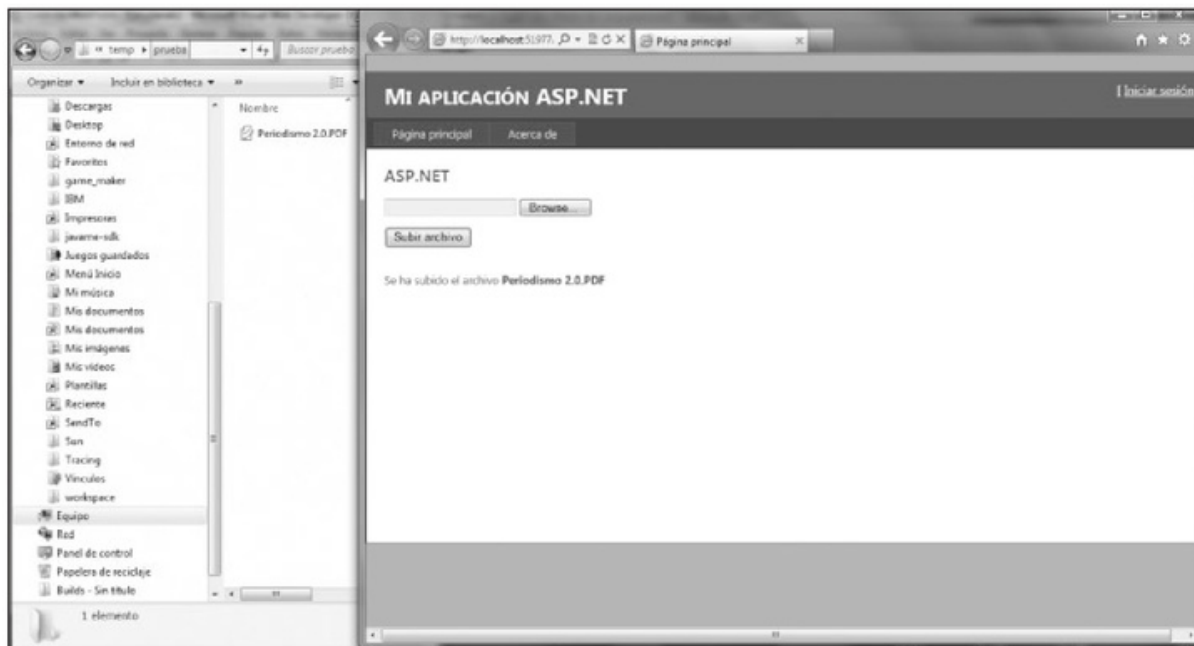 temp ▸ prueba
Buscar prueba
Organizar
Incluir en biblioteca
»
Nombre
Periodismo 2.0.PDF
Descargas
Desktop
Entorno de red
Favoritos
game_maker
IBM
Impresoras
javame-sdk
Juegos guardados
Menú Inicio
Mi música
Mis documentos
Mis documentos
Mis imágenes
Mis vídeos
Plantillas
Reciente
SendTo
Sun
Tracing
Vínculos
workspace
Equipo
Red
Panel de control
Papelera de reciclaje
Builds - Sin título
1 elemento
http://localhost:51977,
Página principal
MI APLICACIÓN ASP.NET
[ Iniciar sesión
Página principal
Acerca de
ASP.NET
Browse...
Subir archivo
Se ha subido el archivo Periodismo 2.0.PDF